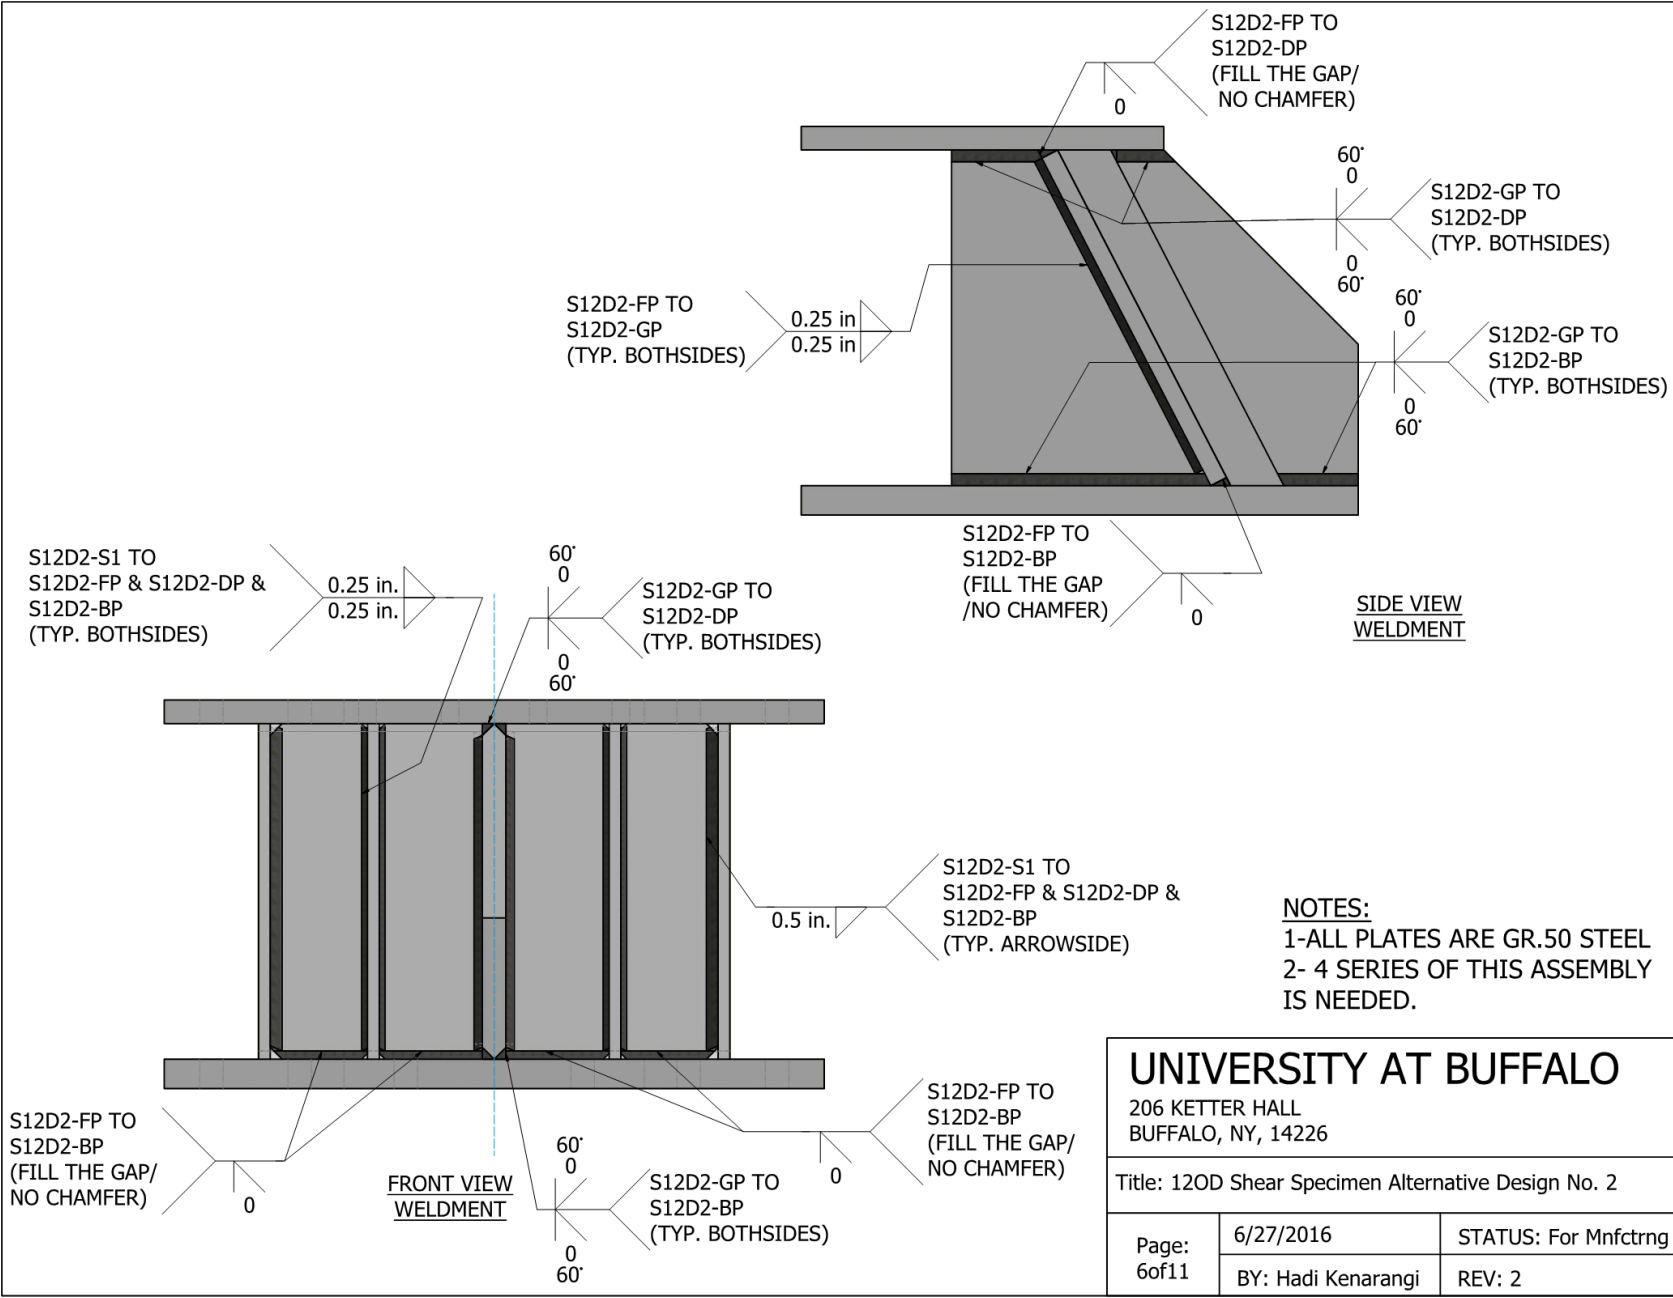 S12D2-FP TO
S12D2-DP
(FILL THE GAP/
NO CHAMFER)
0
60°
0
S12D2-GP TO
S12D2-DP
(TYP. BOTHSIDES)
0
60°
S12D2-FP TO
S12D2-GP
(TYP. BOTHSIDES)
0.25 in
0.25 in
60°
0
S12D2-GP TO
S12D2-BP
(TYP. BOTHSIDES)
0
60°
S12D2-FP TO
S12D2-BP
(FILL THE GAP
/NO CHAMFER)
0
SIDE VIEW
WELDMENT
S12D2-S1 TO
S12D2-FP & S12D2-DP &
S12D2-BP
(TYP. BOTHSIDES)
0.25 in.
0.25 in.
60°
0
S12D2-GP TO
S12D2-DP
(TYP. BOTHSIDES)
0
60°
S12D2-S1 TO
S12D2-FP & S12D2-DP &
S12D2-BP
(TYP. ARROWSIDE)
0.5 in.
S12D2-FP TO
S12D2-BP
(FILL THE GAP/
NO CHAMFER)
0
FRONT VIEW
WELDMENT
60°
0
S12D2-GP TO
S12D2-BP
(TYP. BOTHSIDES)
0
60°
S12D2-FP TO
S12D2-BP
(FILL THE GAP/
NO CHAMFER)
0
NOTES:
1-ALL PLATES ARE GR.50 STEEL
2- 4 SERIES OF THIS ASSEMBLY
IS NEEDED.
UNIVERSITY AT BUFFALO
206 KETTER HALL
BUFFALO, NY, 14226
Title: 12OD Shear Specimen Alternative Design No. 2
Page:
6of11
6/27/2016
STATUS: For Mnfctrng
BY: Hadi Kenarangi
REV: 2